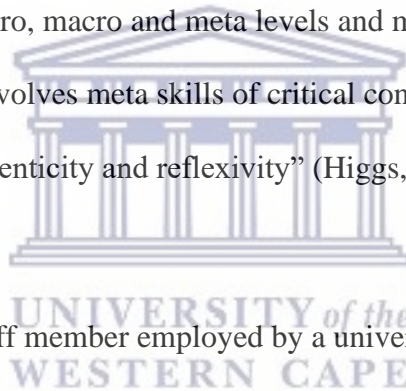 ro, macro and meta levels and m
volves meta skills of critical con
enticity and reflexivity” (Higgs,
UNIVERSITY of the
ff member employed by a univer
WESTERN CAPE